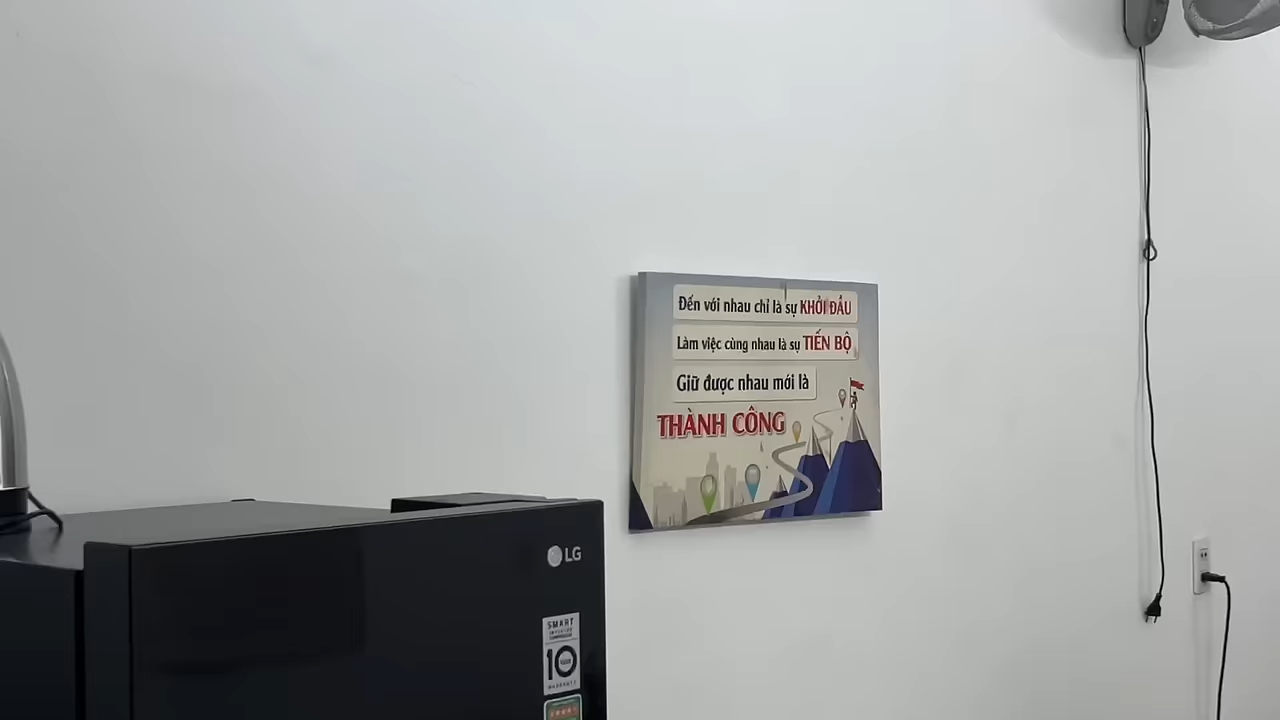 Đến với nhau chỉ là sự KHỞI ĐẦU
Làm việc cùng nhau là sự TIẾN BỘ
Giữ được nhau mới là
THÀNH CÔNG
LG
SMART
10